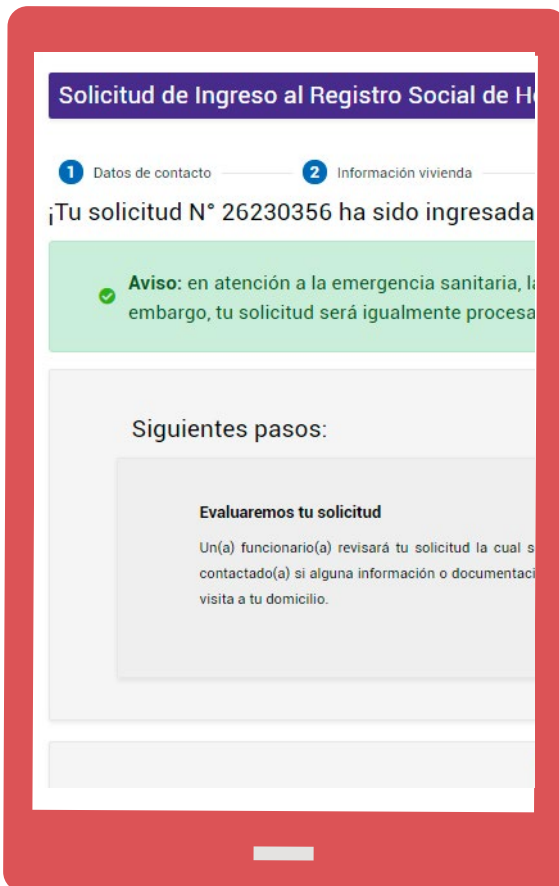 Solicitud de Ingreso al Registro Social de
1 Datos de contacto 2 Información vivienda
¡Tu solicitud N° 26230356 ha sido ingresada
Aviso: en atención a la emergencia sanitaria,
embargo, tu solicitud será igualmente
Siguientes pasos:
Evaluaremos tu solicitud
Un(a) funcionario(a) revisará tu solicitud la cual
contactado(a) si alguna información o
visita a tu domicilio.